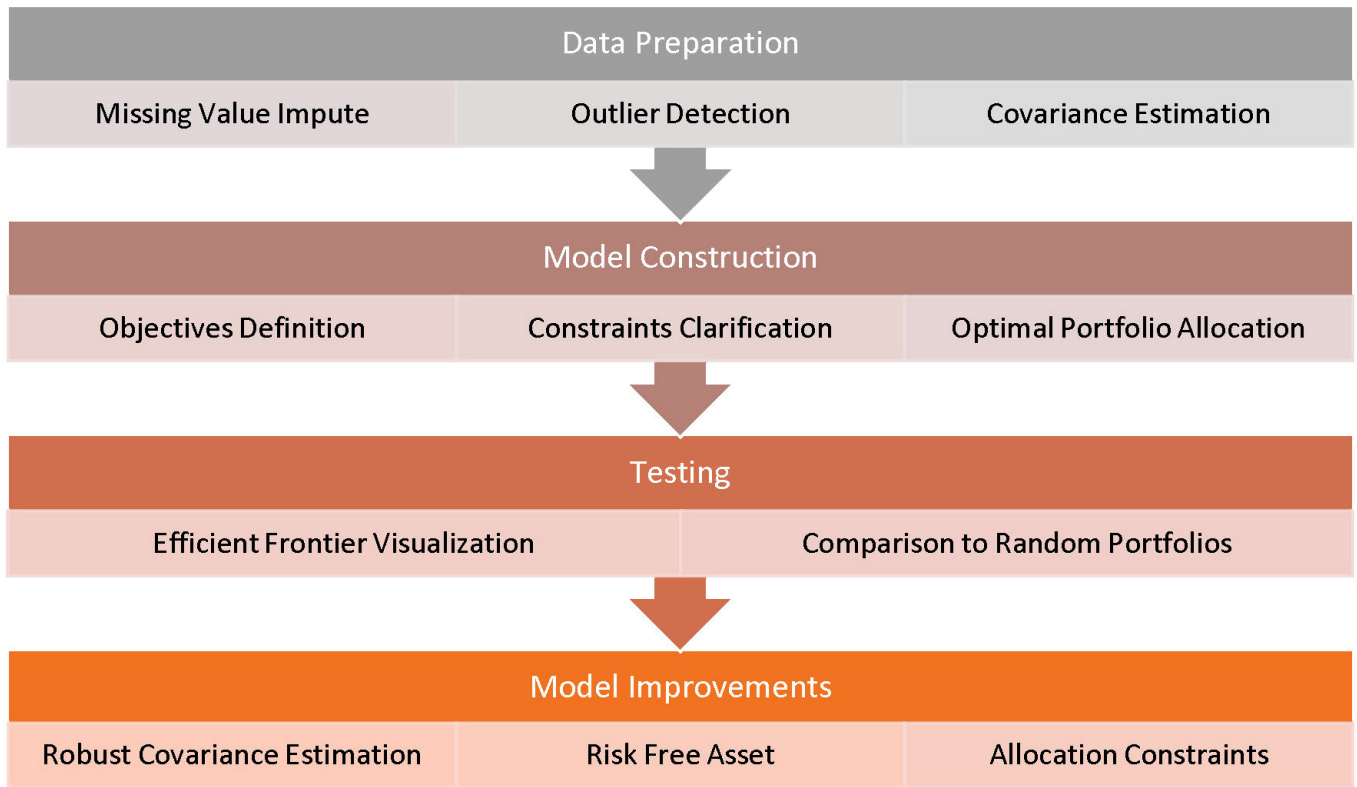 Data Preparation
Missing Value Impute
Outlier Detection
Covariance Estimation
Model Construction
Objectives Definition
Constraints Clarification
Optimal Portfolio Allocation
Testing
Efficient Frontier Visualization
Comparison to Random Portfolios
Model Improvements
Robust Covariance Estimation
Risk Free Asset
Allocation Constraints